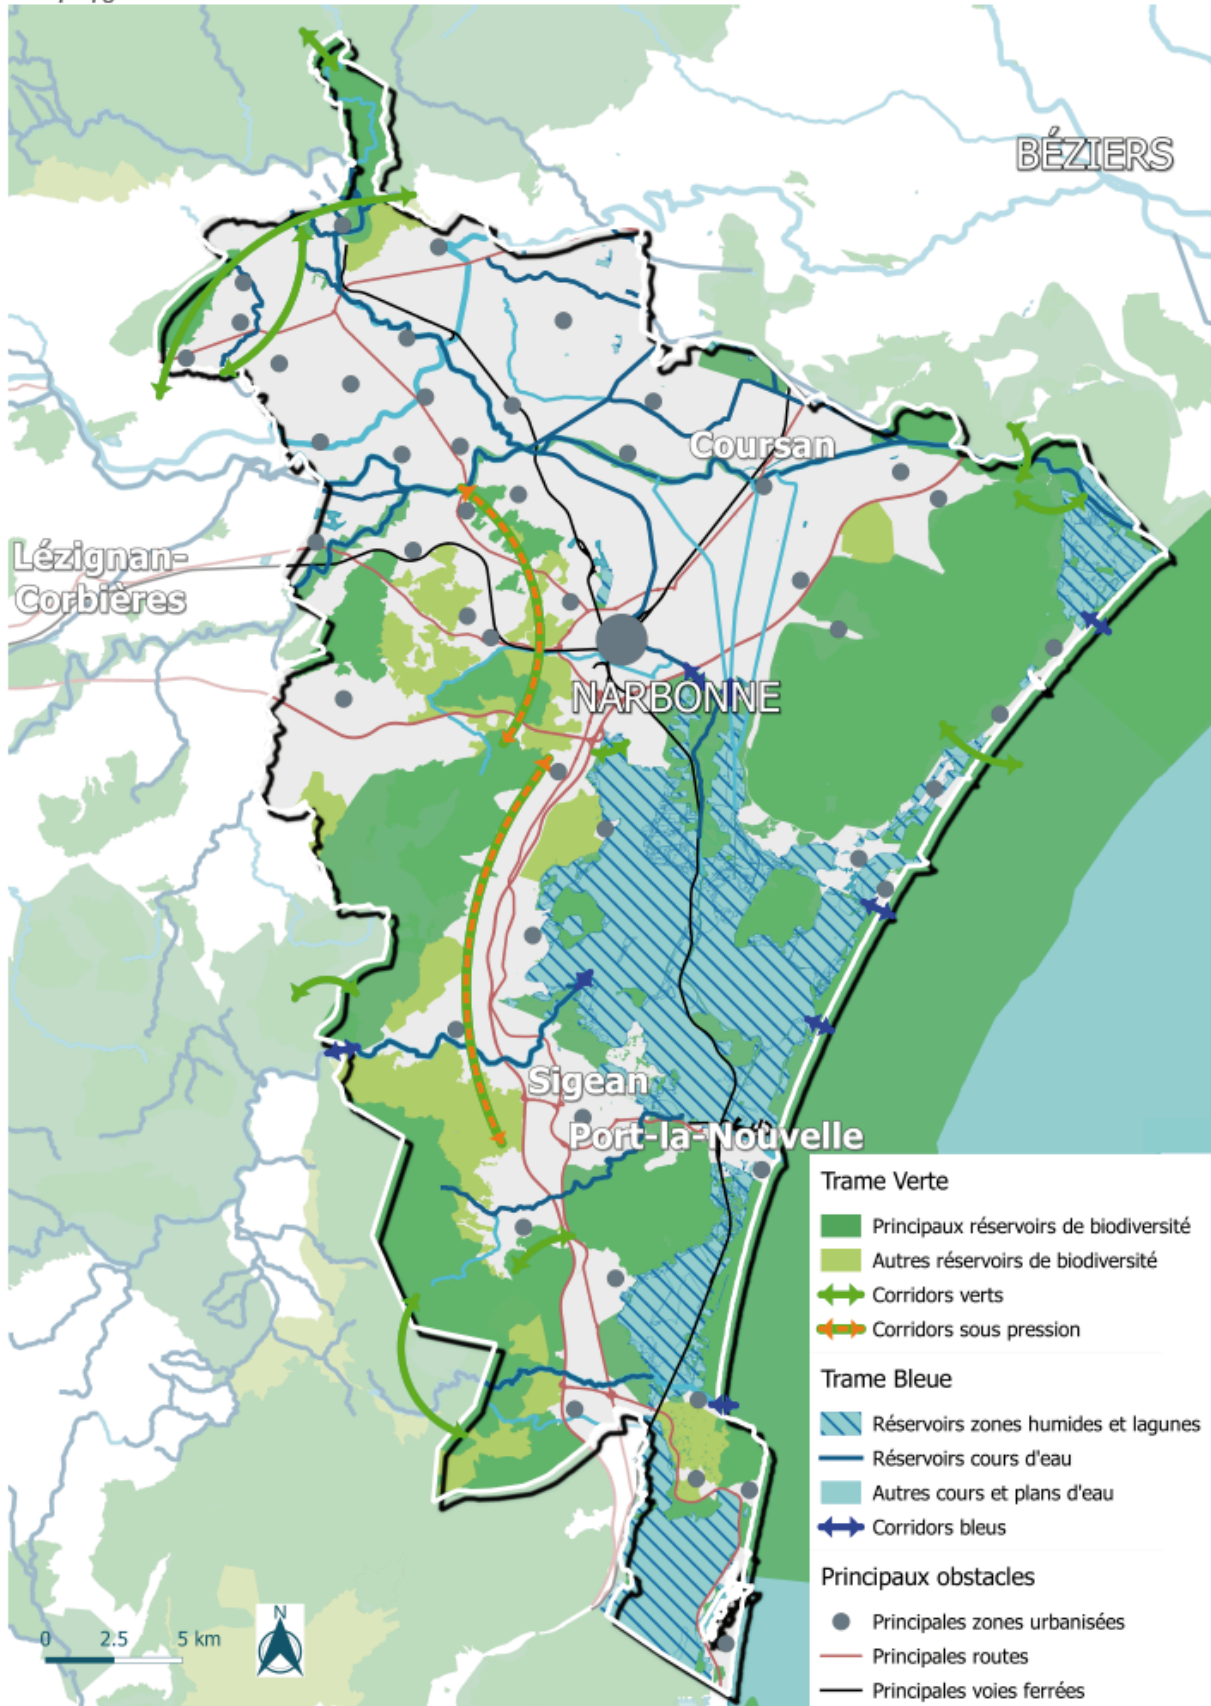 BÉZIERS
Coursan
Lézignan-
Corbières
NARBONNE
Sigean
Port-la-Nouvelle
Trame Verte
Principaux réservoirs de biodiversité
Autres réservoirs de biodiversité
Corridors verts
Corridors sous pression
Trame Bleue
Réservoirs zones humides et lagunes
Réservoirs cours d'eau
Autres cours et plans d'eau
Corridors bleus
Principaux obstacles
Principales zones urbanisées
Principales routes
Principales voies ferrées
0 2.5 5 km
N